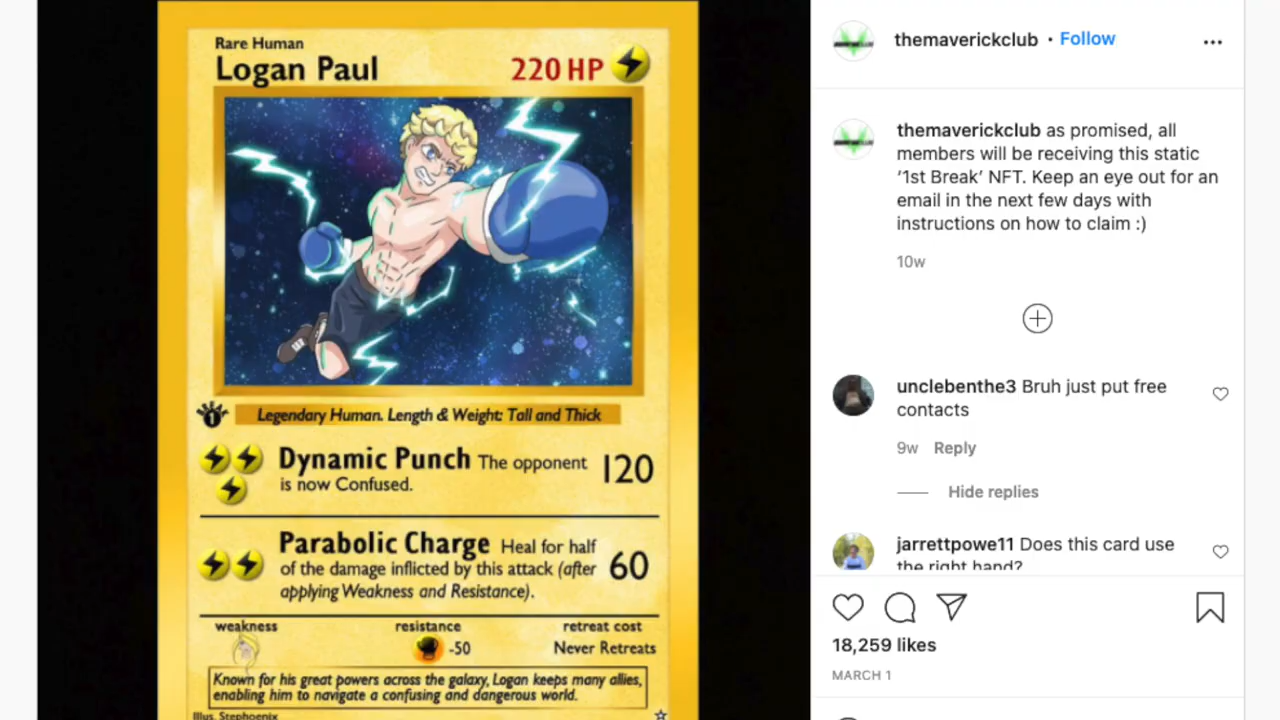 Rare Human
Logan Paul
220 HP
Legendary Human. Length & Weight: Tall and Thick
1
Dynamic Punch The opponent
is now Confused.
120
Parabolic Charge Heal for half
of the damage inflicted by this attack (after
applying Weakness and Resistance).
60
weakness
resistance
-50
retreat cost
Never Retreats
Known for his great powers across the galaxy, Logan keeps many allies,
enabling him to navigate a confusing and dangerous world.
Illus. Stephoenix
themaverickclub • Follow
themaverickclub as promised, all
members will be receiving this static
‘1st Break’ NFT. Keep an eye out for an
email in the next few days with
instructions on how to claim :)
10w
unclebenthe3 Bruh just put free
contacts
9w Reply
Hide replies
jarrettpowe11 Does this card use
the right hand?
18,259 likes
MARCH 1